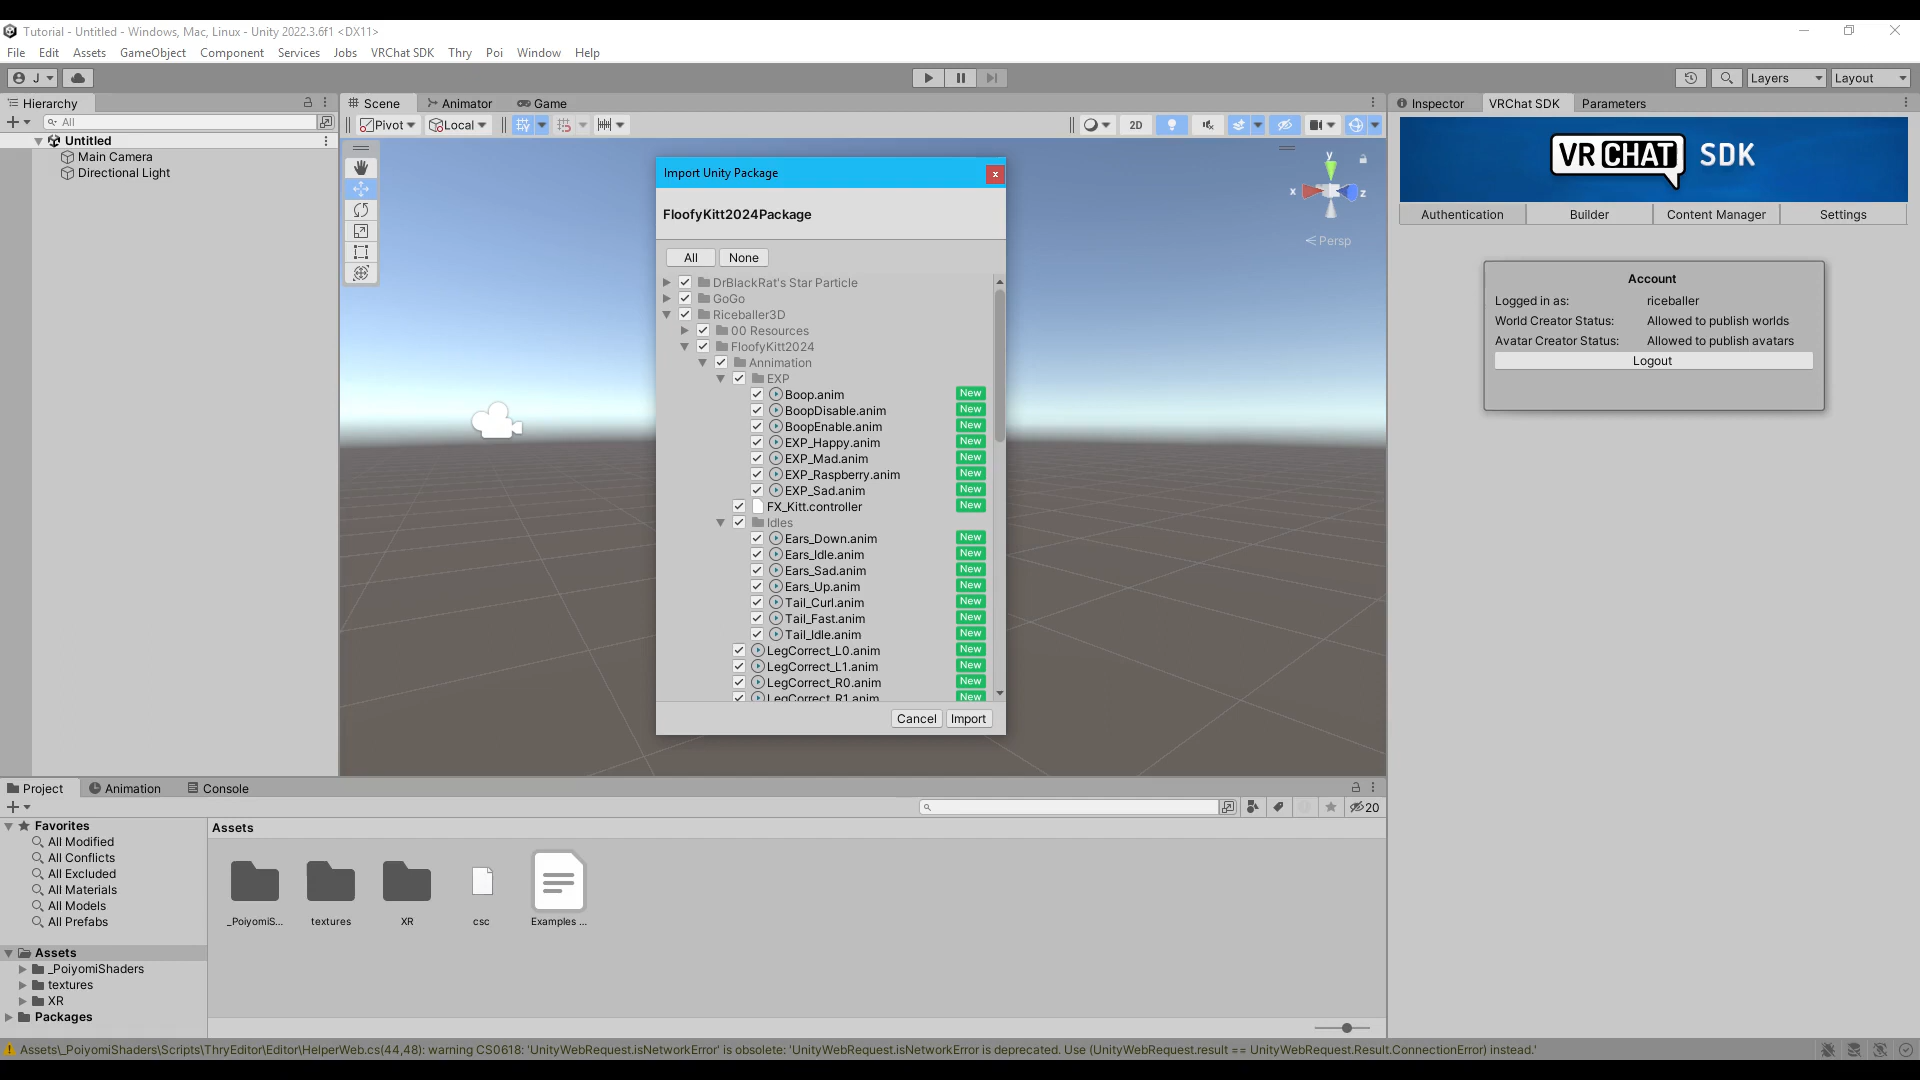 Tutorial - Untitled - Windows, Mac, Linux - Unity 2022.3.6f1 <DX11>
File Edit Assets GameObject Component Services Jobs VRChat SDK Thry Poi Window Help
J Layers Layout
Hierarchy
All
Untitled
Main Camera
Directional Light
Scene Animator Game
Pivot Local 2D
y
x z
Persp
Import Unity Package
x
FloofyKitt2024Package
All None
DrBlackRat's Star Particle
GoGo
Riceballer3D
00 Resources
FloofyKitt2024
Annimation
EXP
Boop.anim New
BoopDisable.anim New
BoopEnable.anim New
EXP_Happy.anim New
EXP_Mad.anim New
EXP_Raspberry.anim New
EXP_Sad.anim New
FX_Kitt.controller New
Idles
Ears_Down.anim New
Ears_Idle.anim New
Ears_Sad.anim New
Ears_Up.anim New
Tail_Curl.anim New
Tail_Fast.anim New
Tail_Idle.anim New
LegCorrect_L0.anim New
LegCorrect_L1.anim New
LegCorrect_R0.anim New
LegCorrect_R1.anim New
Cancel Import
Inspector VRChat SDK Parameters
VRCHAT SDK
Authentication Builder Content Manager Settings
Account
Logged in as: riceballer
World Creator Status: Allowed to publish worlds
Avatar Creator Status: Allowed to publish avatars
Logout
Project Animation Console
20
Favorites
All Modified
All Conflicts
All Excluded
All Materials
All Models
All Prefabs
Assets
_PoiyomiShaders
textures
XR
Packages
Assets
_PoiyomiS... textures XR csc Examples ...
Assets\_PoiyomiShaders\Scripts\ThryEditor\Editor\HelperWeb.cs(44,48): warning CS0618: 'UnityWebRequest.isNetworkError' is obsolete: 'UnityWebRequest.isNetworkError is deprecated. Use (UnityWebRequest.result == UnityWebRequest.Result.ConnectionError) instead.'